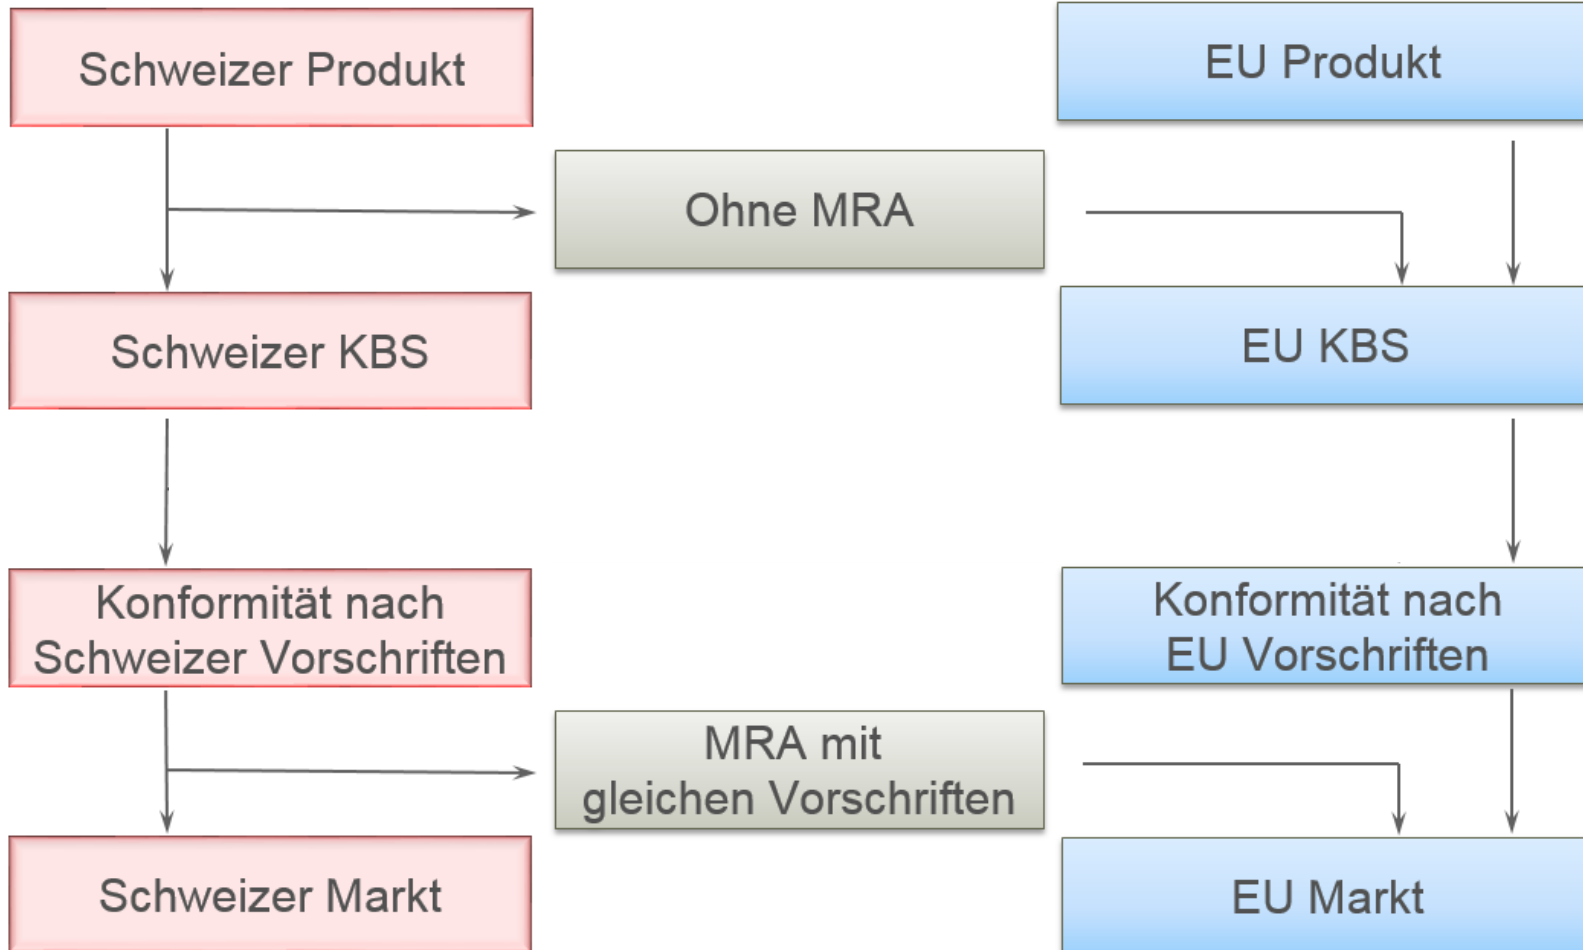 Schweizer Produkt
EU Produkt
Ohne MRA
Schweizer KBS
EU KBS
Konformität nach
Schweizer Vorschriften
Konformität nach
EU Vorschriften
MRA mit
gleichen Vorschriften
Schweizer Markt
EU Markt